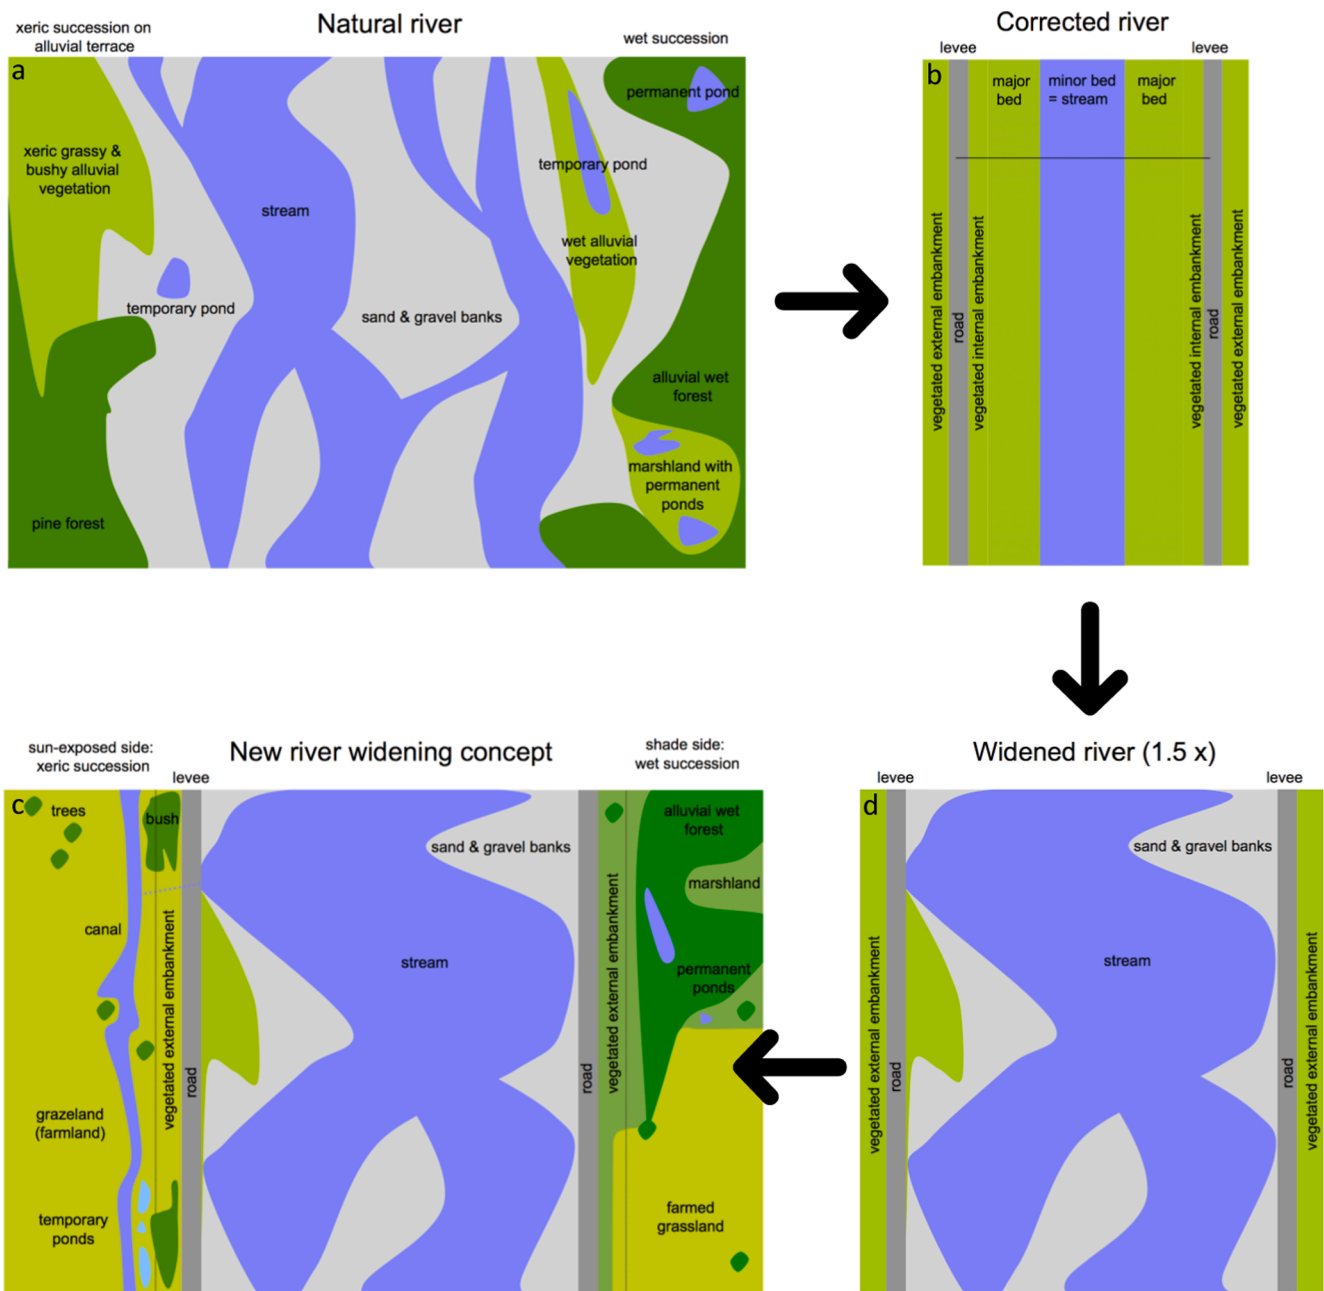 Natural river
xeric succession on
alluvial terrace
wet succession
a
permanent pond
xeric grassy &
bushy alluvial
vegetation
temporary pond
stream
wet alluvial
vegetation
temporary pond
sand & gravel banks
alluvial wet
forest
marshland with
permanent
ponds
pine forest
Corrected river
levee
levee
b
major
bed
minor bed
= stream
major
bed
vegetated external embankment
road
vegetated internal embankment
vegetated internal embankment
road
vegetated external embankment
New river widening concept
sun-exposed side:
xeric succession
levee
shade side:
wet succession
c
trees
bush
alluvial wet
forest
sand & gravel banks
marshland
canal
vegetated external embankment
stream
vegetated external embankment
permanent
ponds
road
road
grazeland
(farmland)
temporary
ponds
farmed
grassland
Widened river (1.5 x)
levee
levee
d
sand & gravel banks
stream
vegetated external embankment
road
road
vegetated external embankment